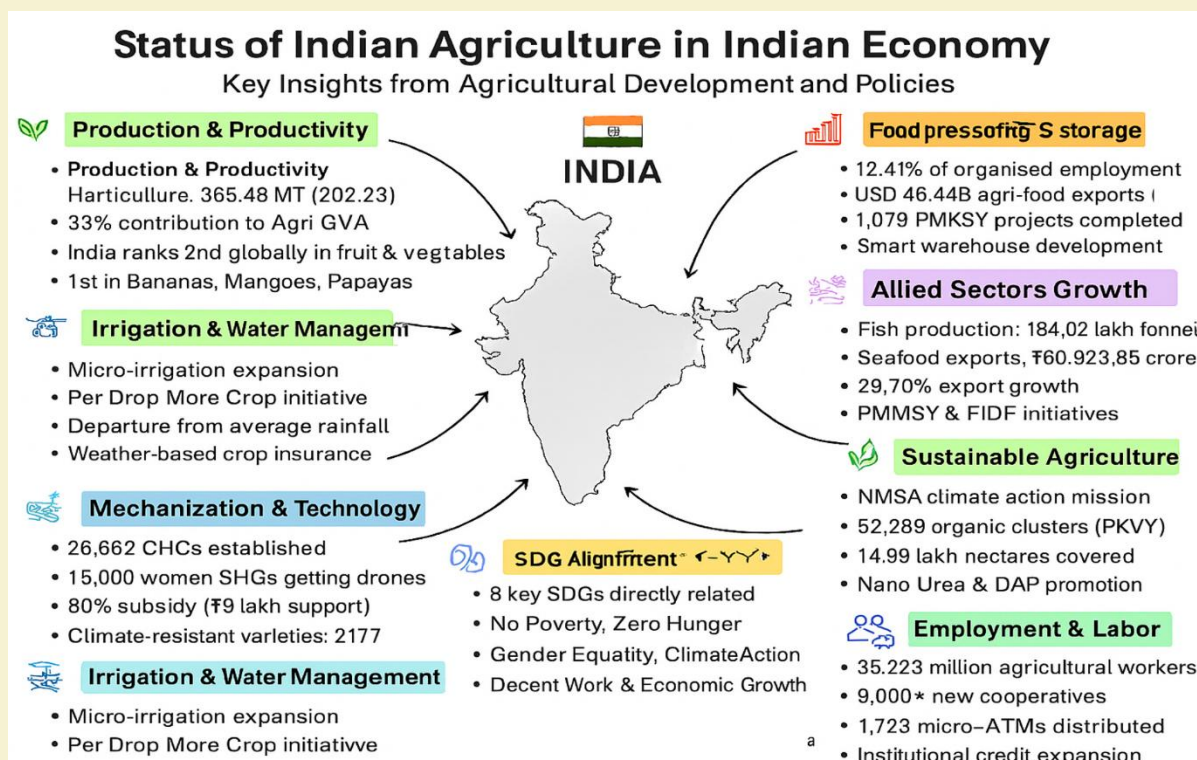 Status of Indian Agriculture in Indian Economy
Key Insights from Agricultural Development and Policies
INDIA
Production & Productivity
• Production & Productivity
Harticullure. 365.48 MT (202.23)
• 33% contribution to Agri GVA
• India ranks 2nd globally in fruit & vegtables
• 1st in Bananas, Mangoes, Papayas
Irrigation & Water Managem
• Micro-irrigation expansion
• Per Drop More Crop initiative
• Departure from average rainfall
• Weather-based crop insurance
Mechanization & Technology
• 26,662 CHCs established
• 15,000 women SHGs getting drones
• 80% subsidy (₹9 lakh support)
• Climate-resistant varleties: 2177
Irrigation & Water Management
• Micro-irrigation expansion
• Per Drop More Crop initiativve
SDG
• 8 key SDGs directly related
• No Poverty, Zero Hunger
• Gender Equality, ClimateAction
• Decent Work & Economic Growth
Food S storage
• 12.41% of organised employment
• USD 46.44B agri-food exports (
• 1,079 PMKSY projects completed
• Smart warehouse development
Allied Sectors Growth
• Fish production: 184,02 lakh fonnei
• Seafood exports, ₹60.923,85 crore
• 29,70% export growth
• PMMSY & FIDF initiatives
Sustainable Agriculture
• NMSA climate action mission
• 52,289 organic clusters (PKVY)
• 14.99 lakh nectares covered
• Nano Urea & DAP promotion
Employment & Labor
• 35.223 million agricultural workers
• 9,000* new cooperatives
• 1,723 micro-ATMs distributed
• Institutional credit expansion
a